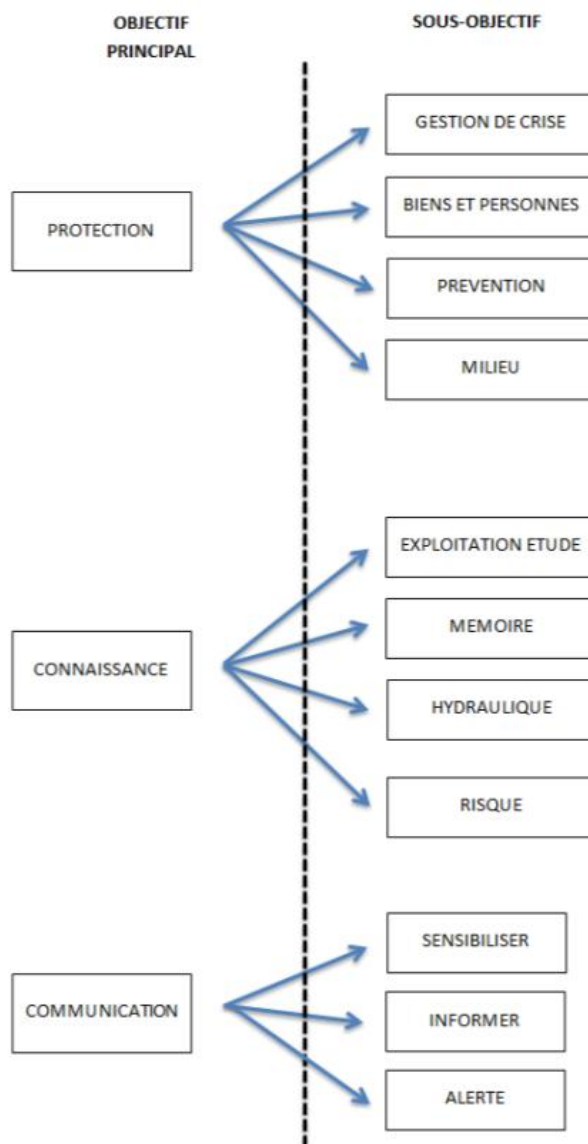 OBJECTIF
PRINCIPAL
SOUS-OBJECTIF
PROTECTION
GESTION DE CRISE
BIENS ET PERSONNES
PREVENTION
MILIEU
CONNAISSANCE
EXPLOITATION ETUDE
MEMOIRE
HYDRAULIQUE
RISQUE
COMMUNICATION
SENSIBILISER
INFORMER
ALERTE